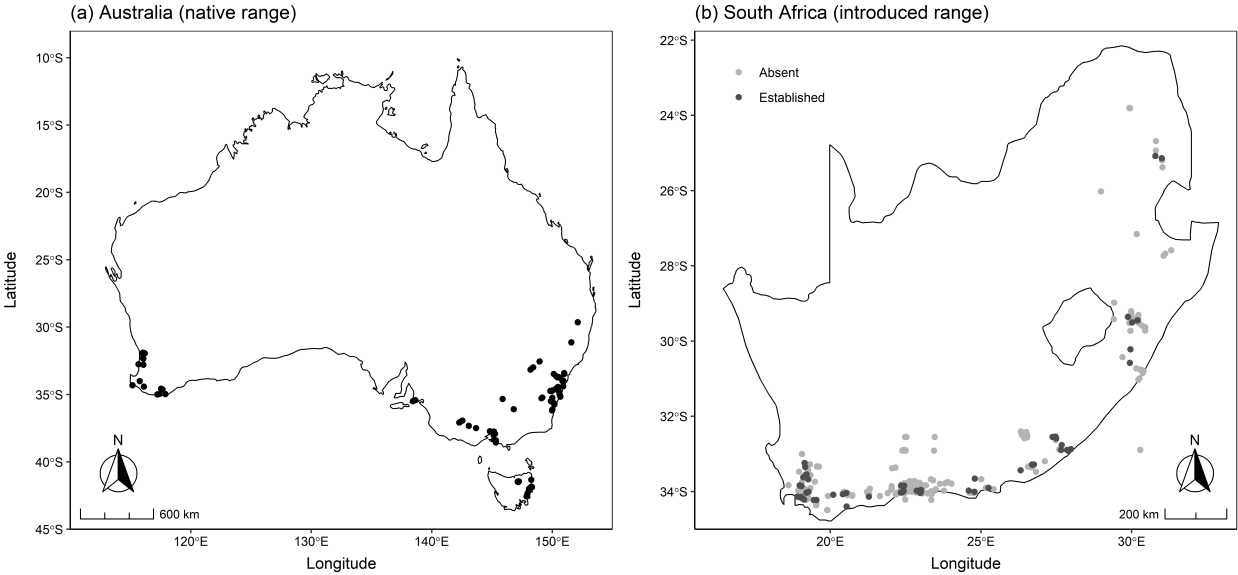 (a) Australia (native range)
10°S
15°S
20°S
25°S
30°S
35°S
40°S
45°S
Latitude
N
600 km
120°E
130°E
140°E
150°E
Longitude
(b) South Africa (introduced range)
22°S
24°S
26°S
28°S
30°S
32°S
34°S
Latitude
Absent
Established
N
200 km
20°E
25°E
30°E
Longitude